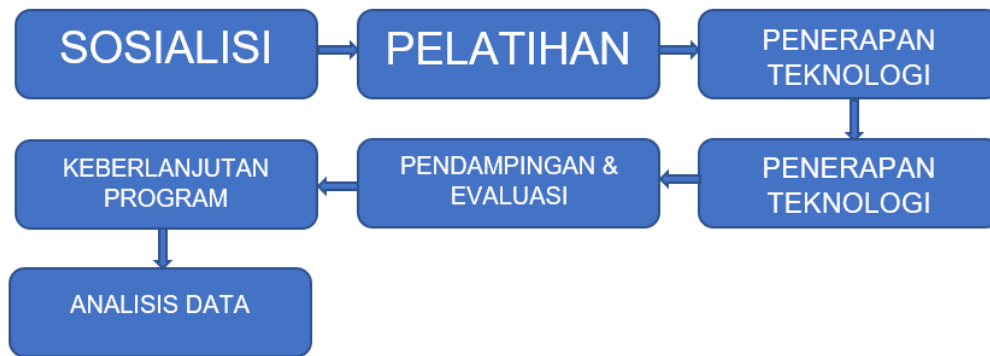 SOSIALISI
PELATIHAN
PENERAPAN
TEKNOLOGI
PENERAPAN
TEKNOLOGI
PENDAMPINGAN &
EVALUASI
KEBERLANJUTAN
PROGRAM
ANALISIS DATA